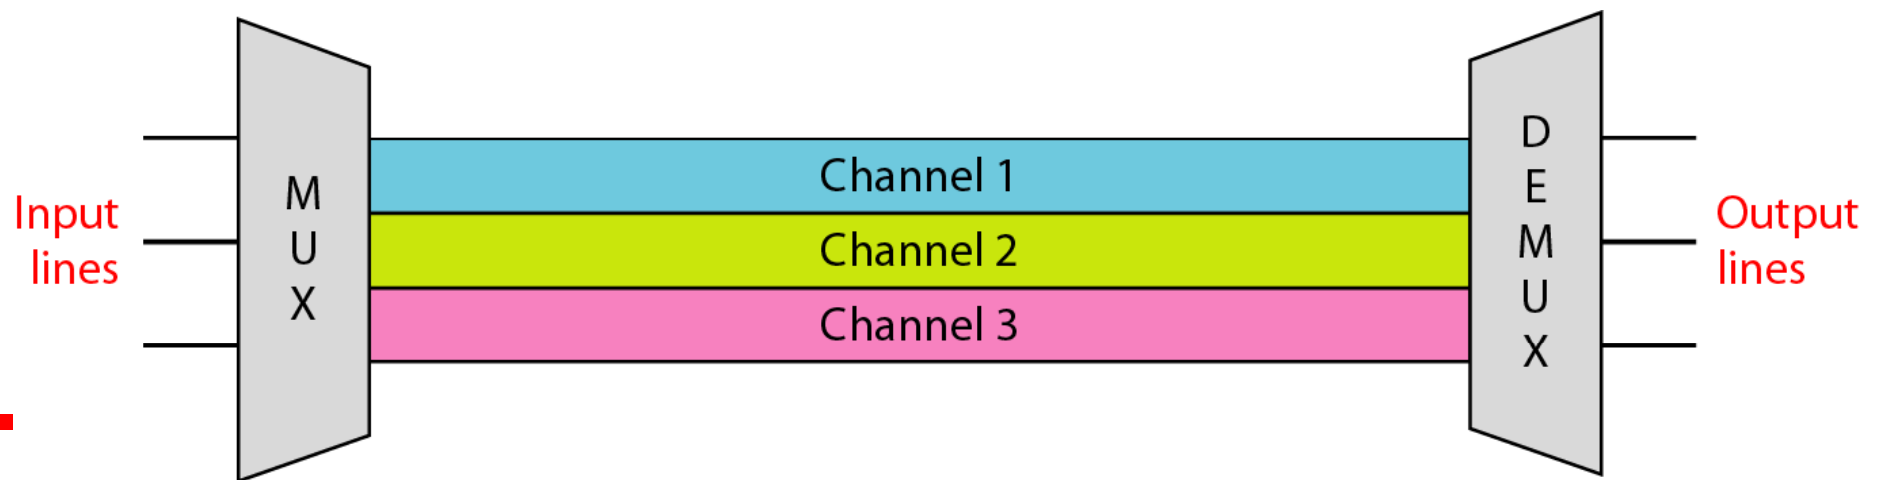 Input
lines
M
U
X
Channel 1
Channel 2
Channel 3
D
E
M
U
X
Output
lines